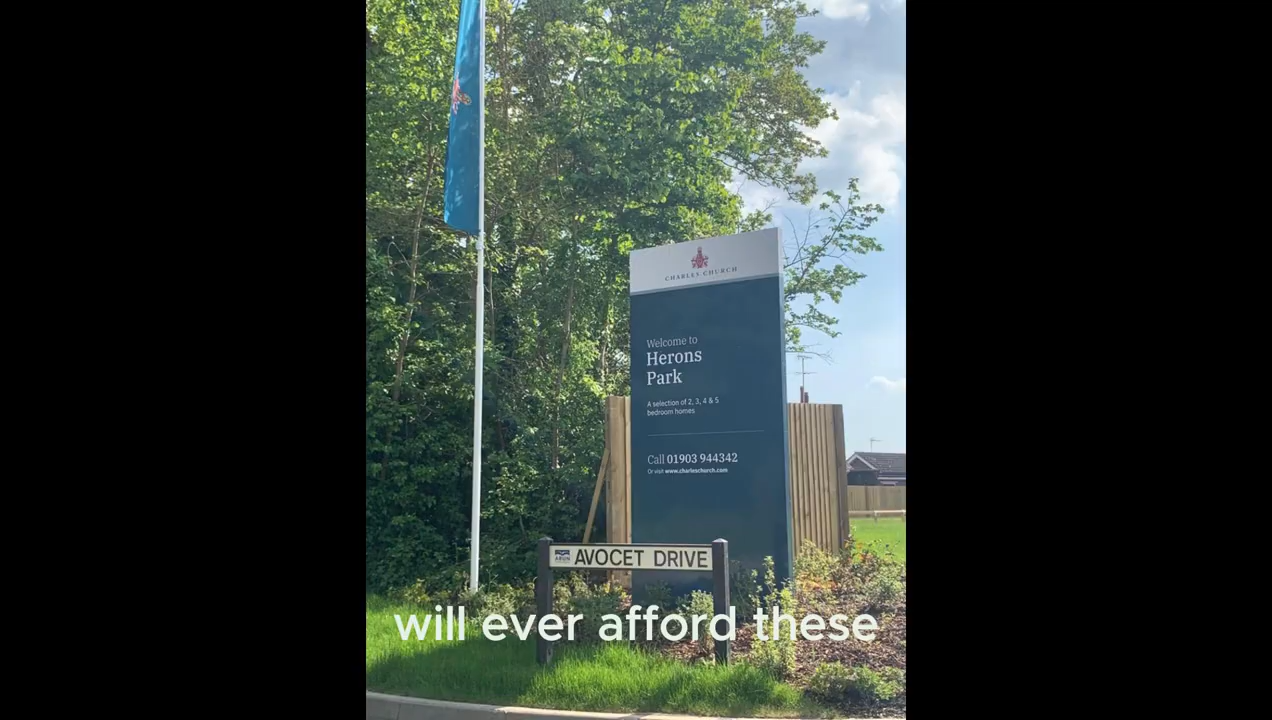 CHARLES CHURCH
Welcome to
Herons
Park
A selection of 2, 3, 4 & 5
bedroom homes
Call 01903 944342
Or visit www.charleschurch.com
ARUN
AVOCET DRIVE
will ever afford these